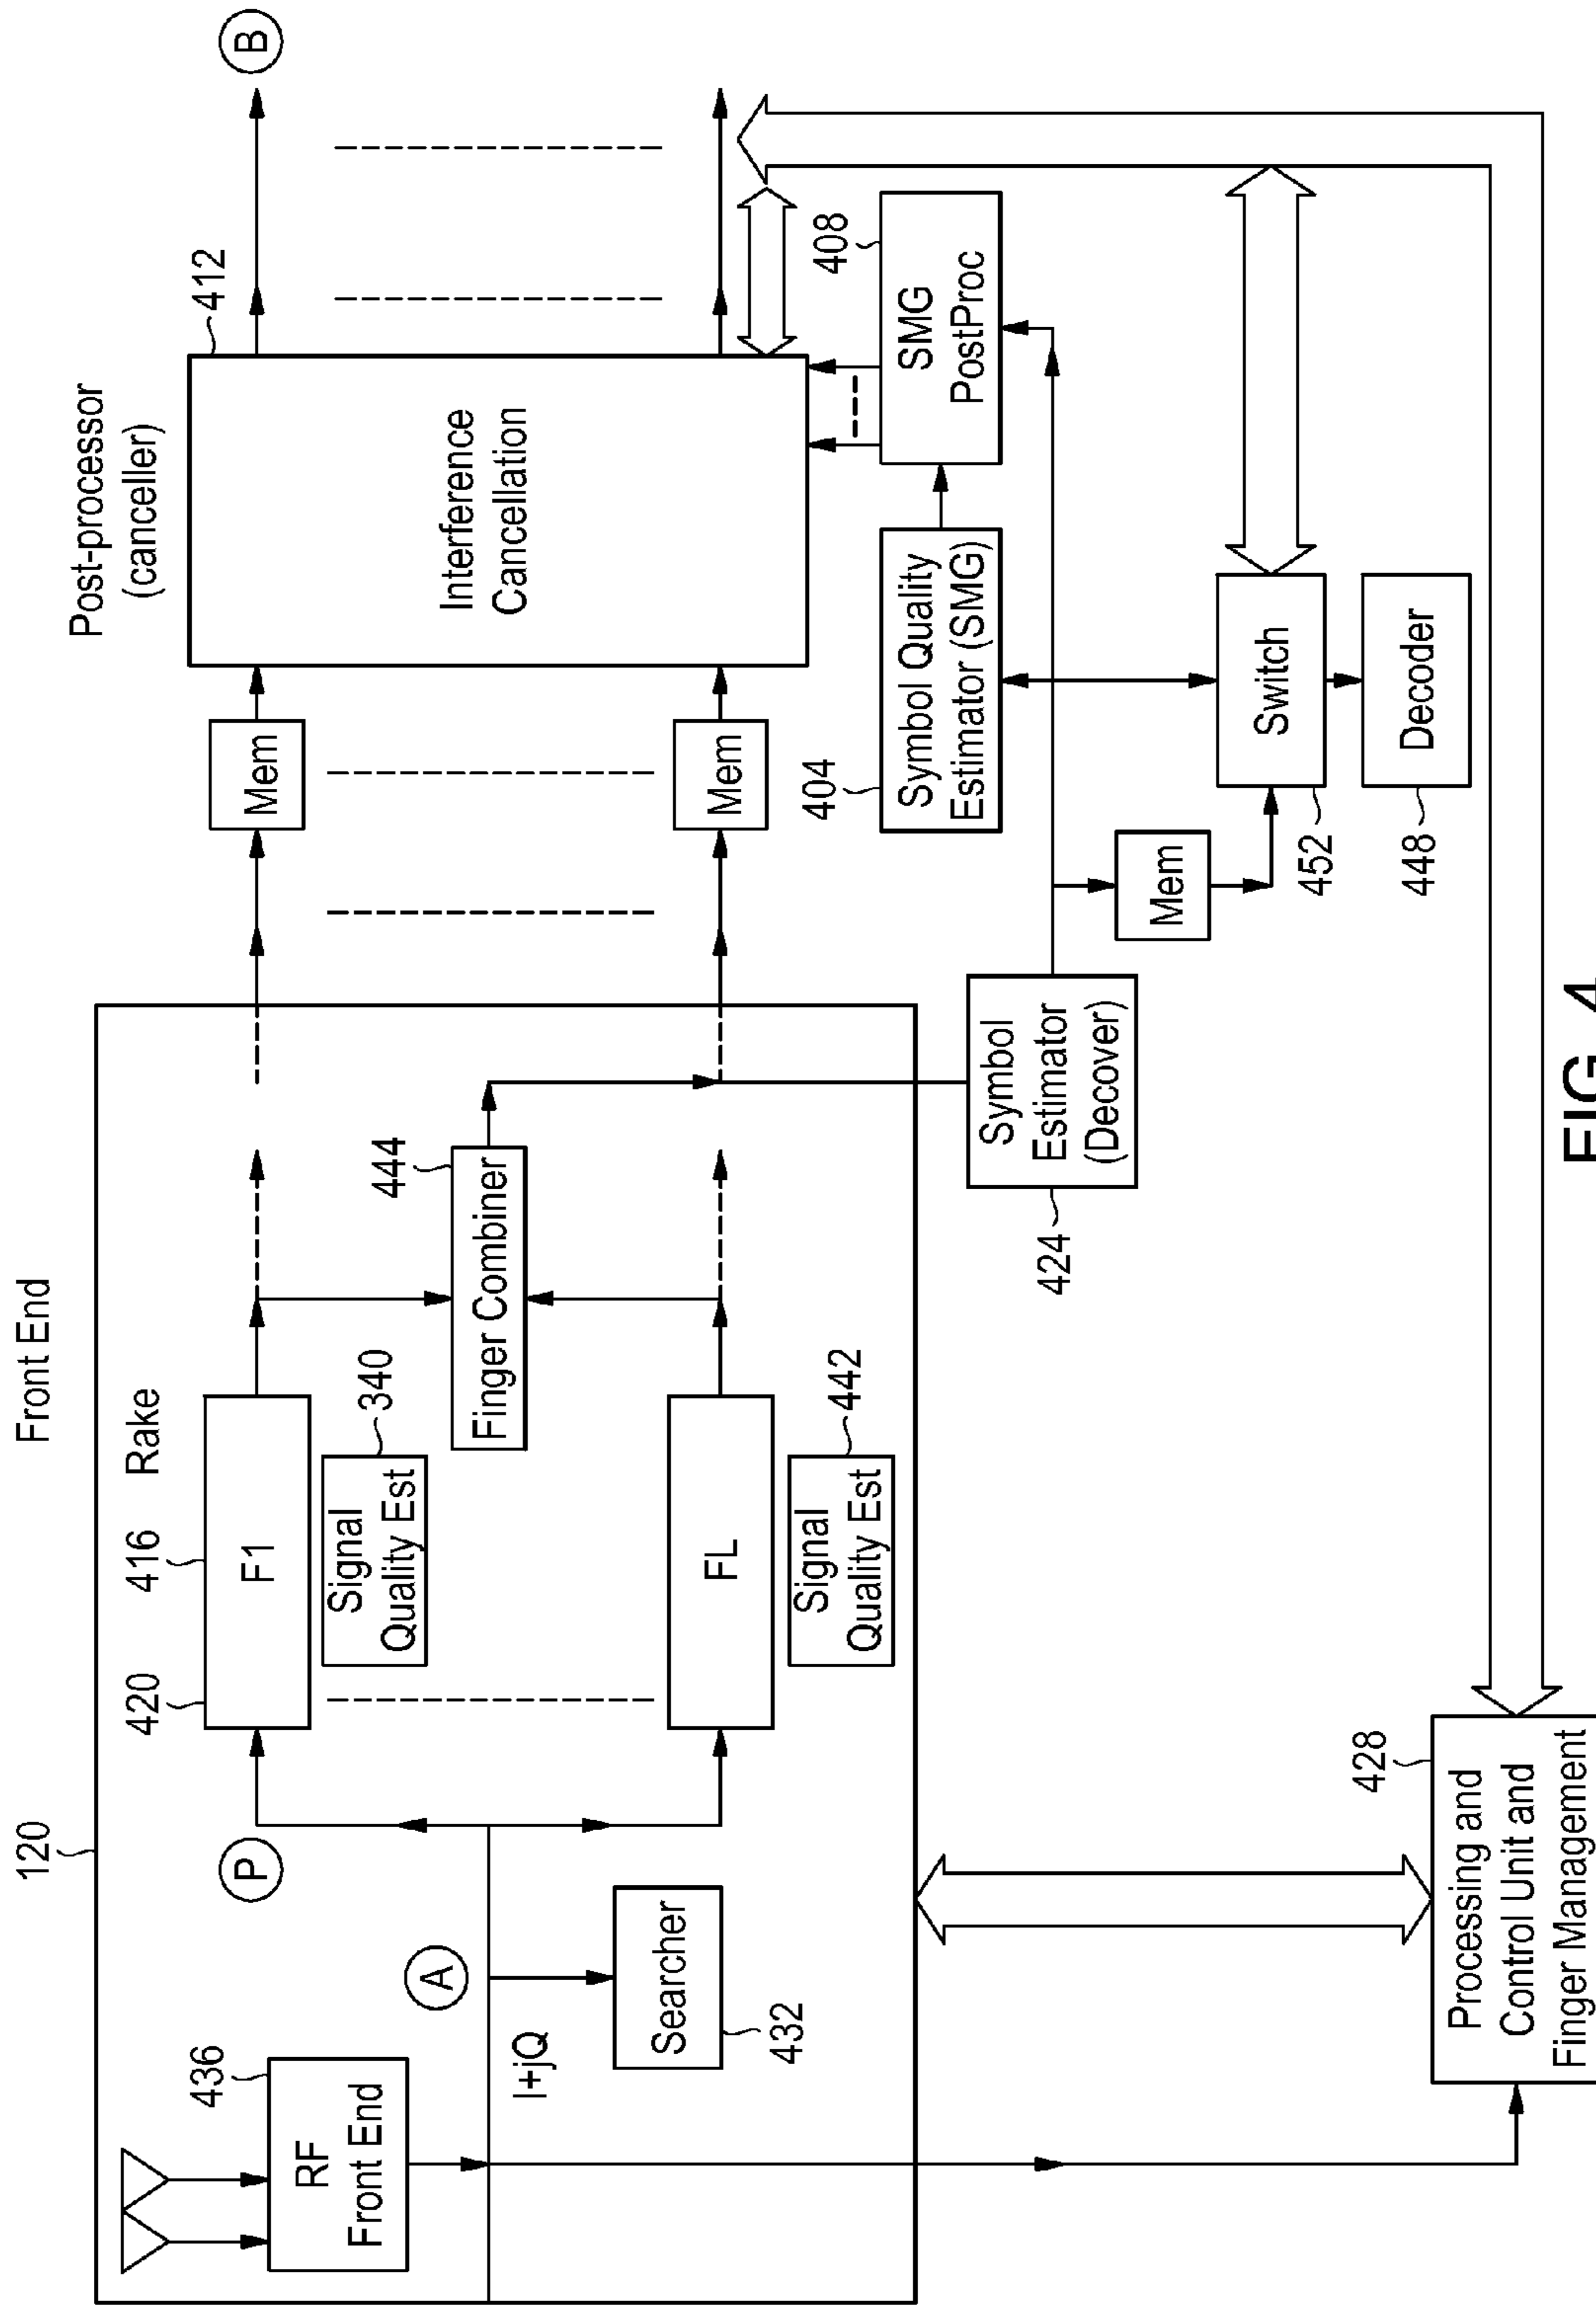 Front End
120
436
RF
Front End
A
I+jQ
Searcher
432
P
420
416
Rake
F1
Signal
Quality Est
340
FL
Signal
Quality Est
442
444
Finger Combiner
Symbol
Estimator
(Decover)
424
Mem
Mem
Post-processor
(canceller)
412
Interference
Cancellation
B
404
Symbol Quality
Estimator (SMG)
408
SMG
PostProc
Mem
Switch
452
Decoder
448
428
Processing and
Control Unit and
Finger Management
FIG. 4